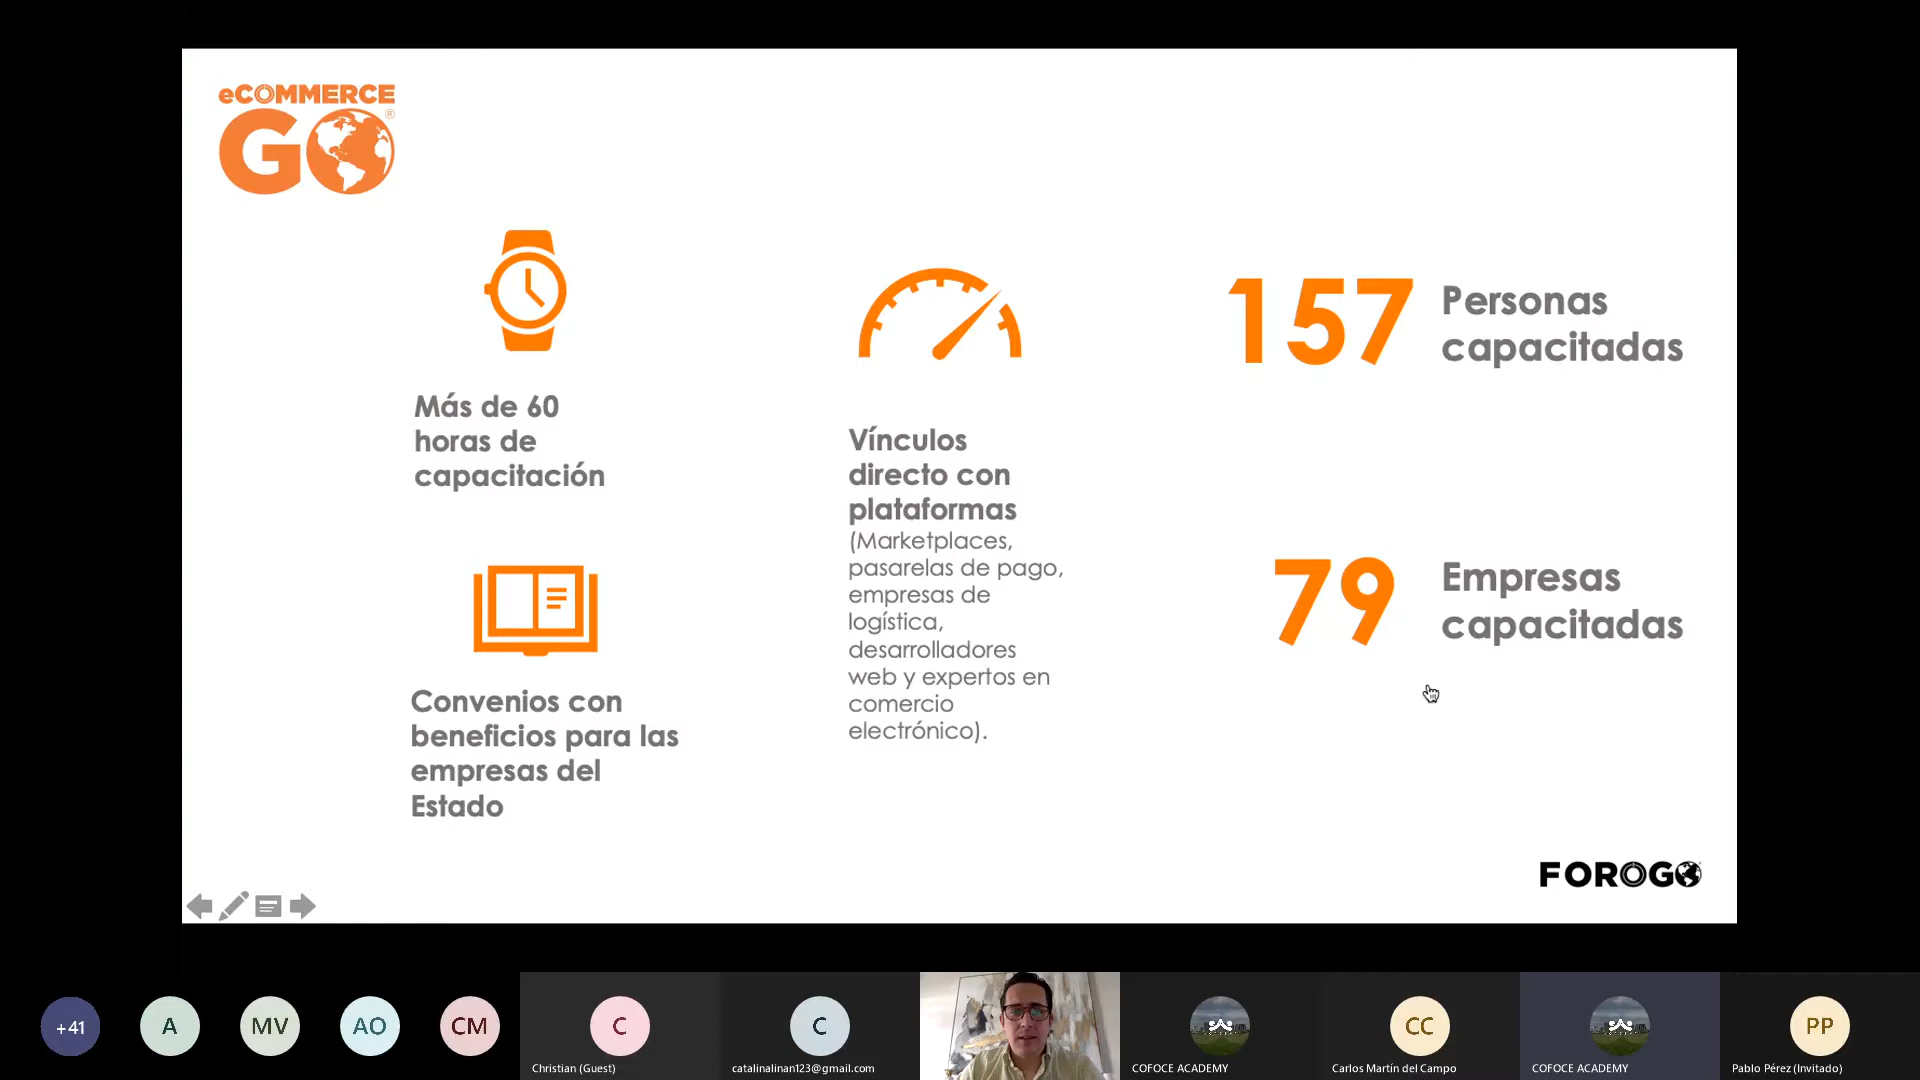 eCOMMERCE
GO
®
Más de 60
horas de
capacitación
Convenios con
beneficios para las
empresas del
Estado
Vínculos
directo con
plataformas
(Marketplaces,
pasarelas de pago,
empresas de
logística,
desarrolladores
web y expertos en
comercio
electrónico).
157
Personas
capacitadas
79
Empresas
capacitadas
FOROGO
+41
A
MV
AO
CM
C
Christian (Guest)
C
catalinalinan123@gmail.com
COFOCE ACADEMY
CC
Carlos Martín del Campo
COFOCE ACADEMY
PP
Pablo Pérez (Invitado)